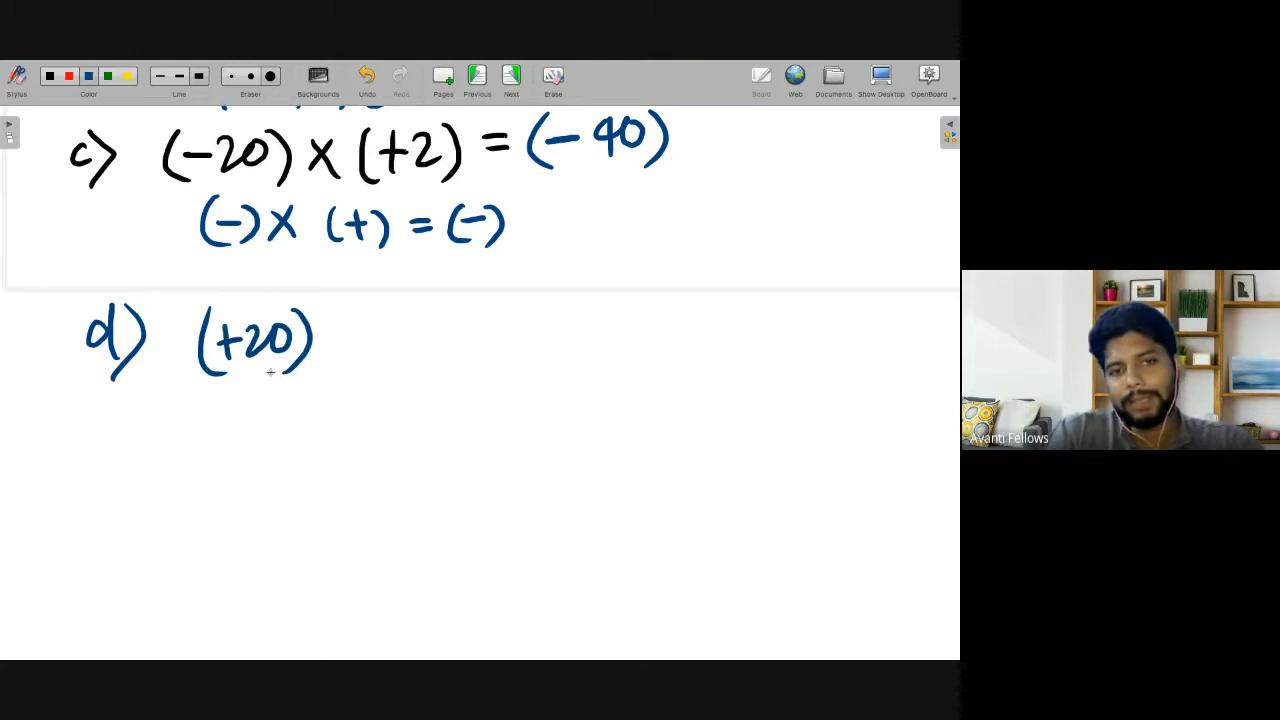 Stylus Color Line Eraser Backgrounds Undo Redo Pages Previous Next Erase Board Web Documents Show Desktop OpenBoard
c) (-20) X (+2) = (-40)
(-) X (+) = (-)
d) (+20)
Avanti Fellows